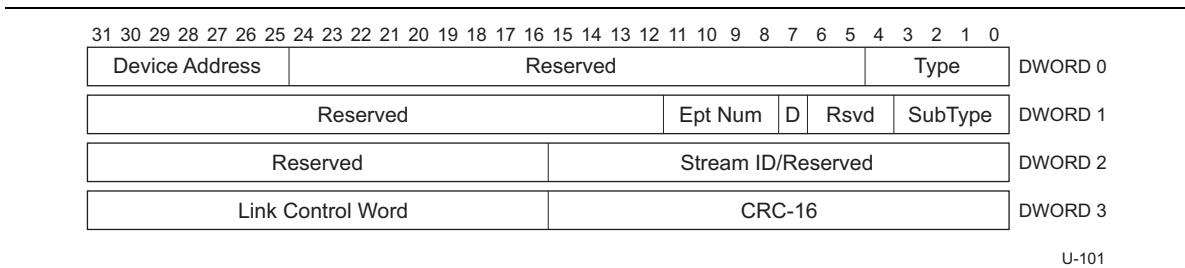 31 30 29 28 27 26 25 24 23 22 21 20 19 18 17 16 15 14 13 12 11 10 9 8 7 6 5 4 3 2 1 0
Device Address Reserved Type DWORD 0
Reserved Ept Num D Rsvd SubType DWORD 1
Reserved Stream ID/Reserved DWORD 2
Link Control Word CRC-16 DWORD 3
U-101